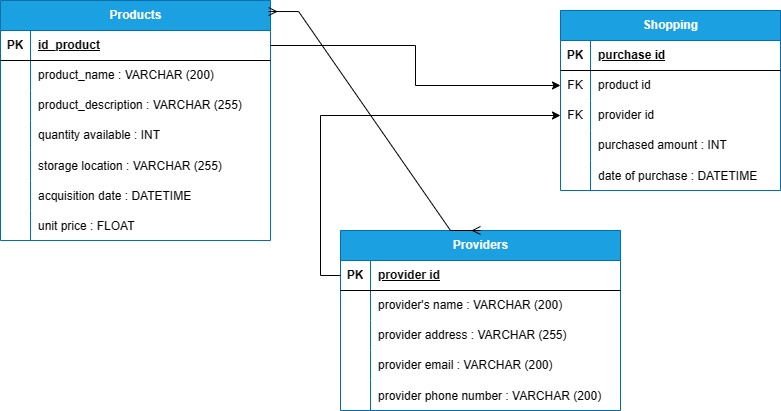 Products
PK id_product
product_name : VARCHAR (200)
product_description : VARCHAR (255)
quantity available : INT
storage location : VARCHAR (255)
acquisition date : DATETIME
unit price : FLOAT
Shopping
PK purchase id
FK product id
FK provider id
purchased amount : INT
date of purchase : DATETIME
Providers
PK provider id
provider's name : VARCHAR (200)
provider address : VARCHAR (255)
provider email : VARCHAR (200)
provider phone number : VARCHAR (200)